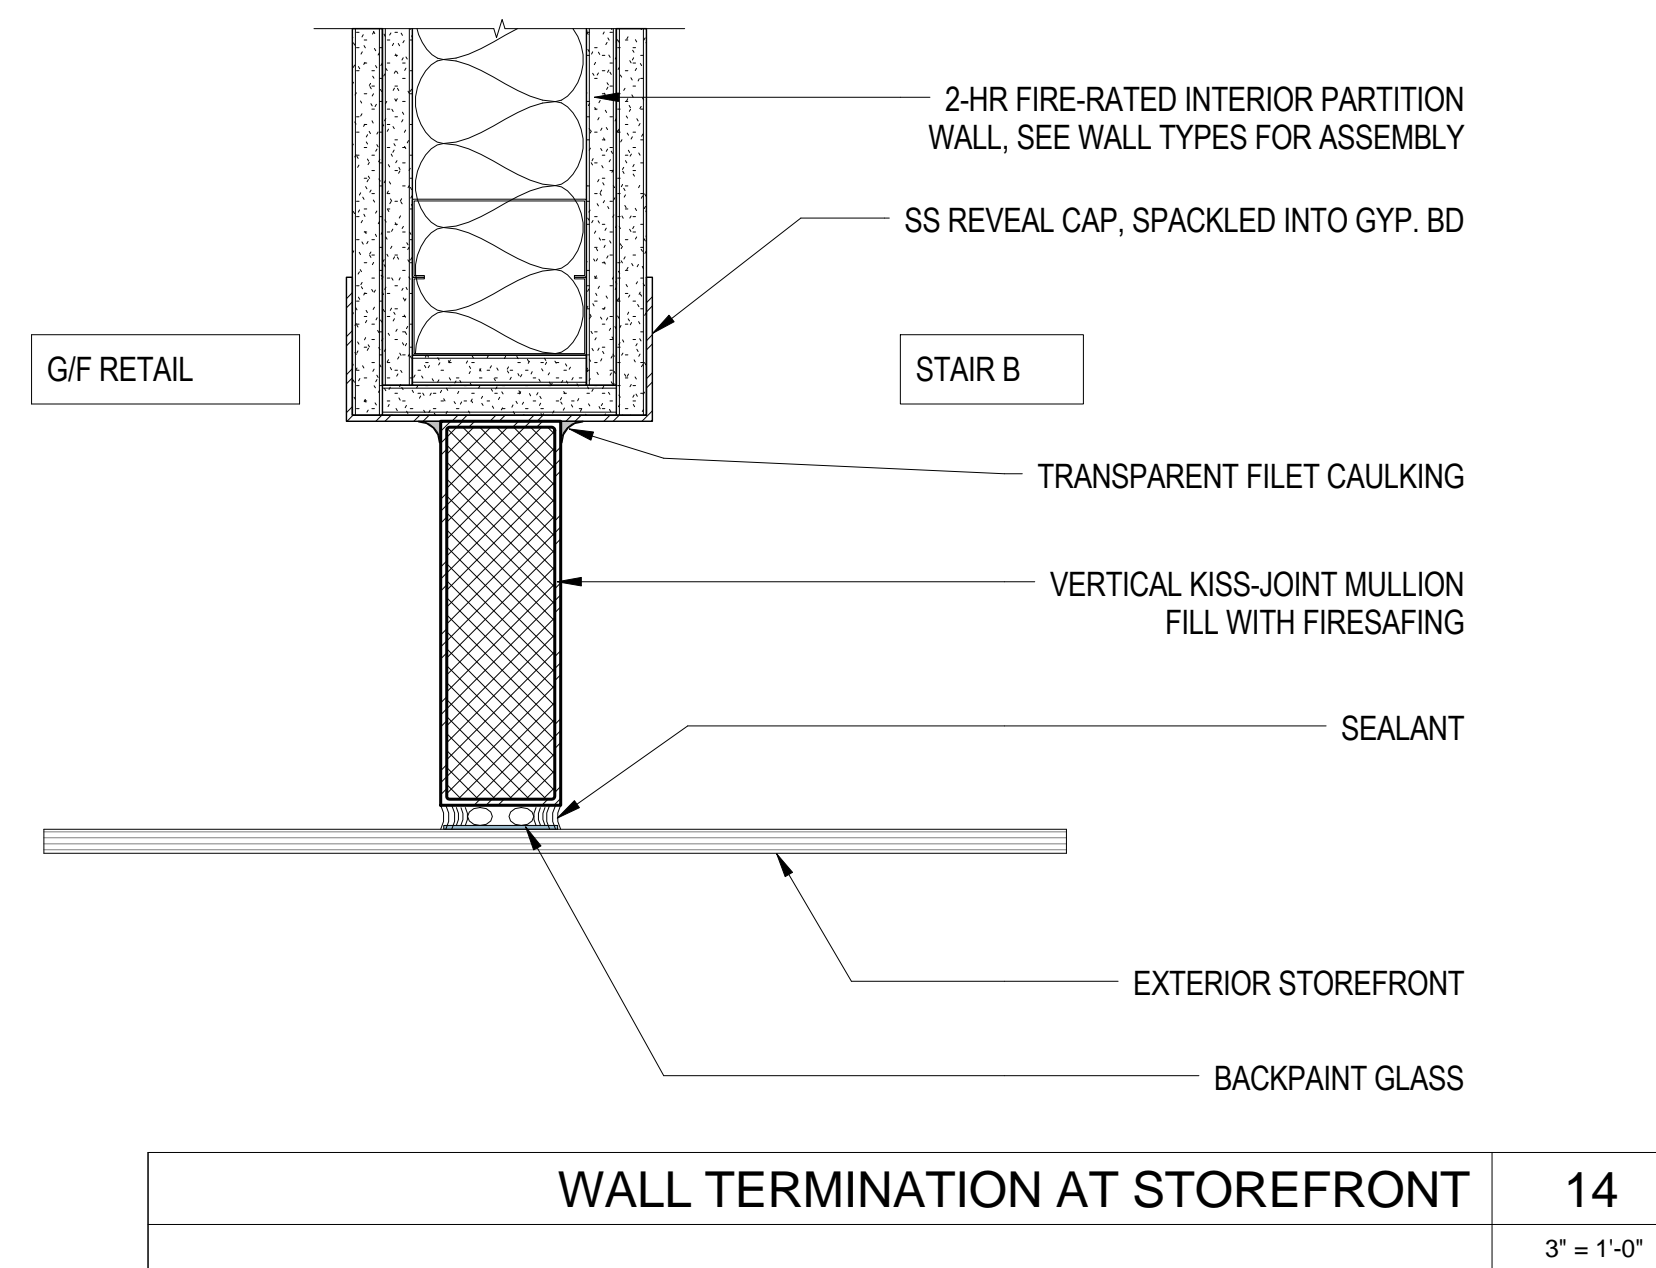 2-HR FIRE-RATED INTERIOR PARTITION
WALL, SEE WALL TYPES FOR ASSEMBLY
SS REVEAL CAP, SPACKLED INTO GYP. BD
G/F RETAIL
STAIR B
TRANSPARENT FILET CAULKING
VERTICAL KISS-JOINT MULLION
FILL WITH FIRESAFING
SEALANT
EXTERIOR STOREFRONT
BACKPAINT GLASS
WALL TERMINATION AT STOREFRONT
14
3" = 1'-0"